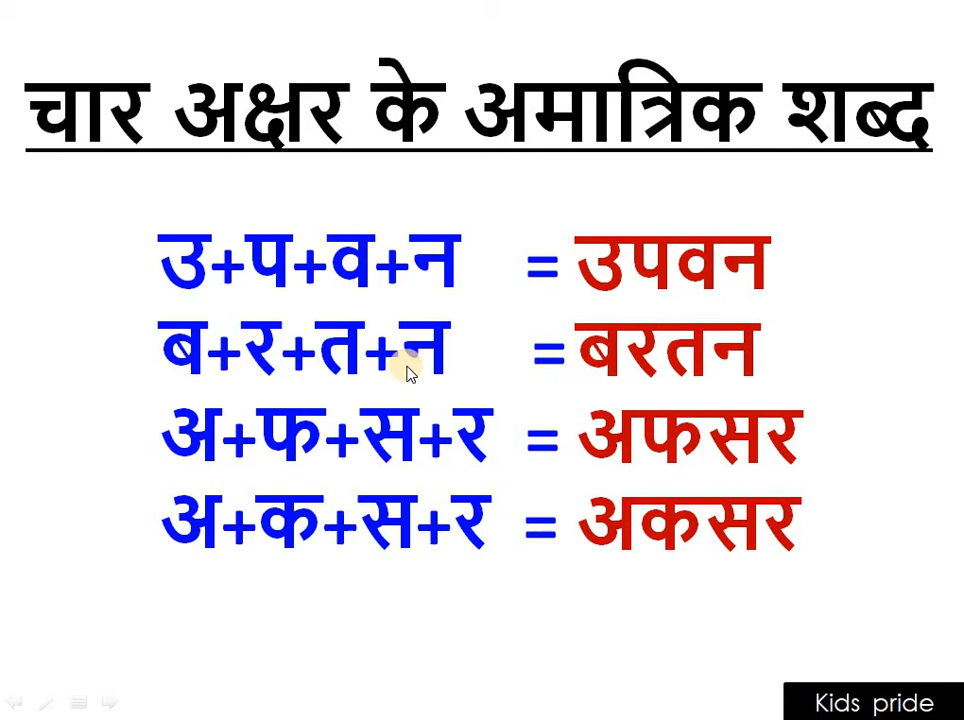 चार अक्षर के अमात्रिक शब्द
उ+प+व+न = उपवन
ब+र+त+न = बरतन
अ+फ+स+र = अफसर
अ+क+स+र = अकसर
Kids pride